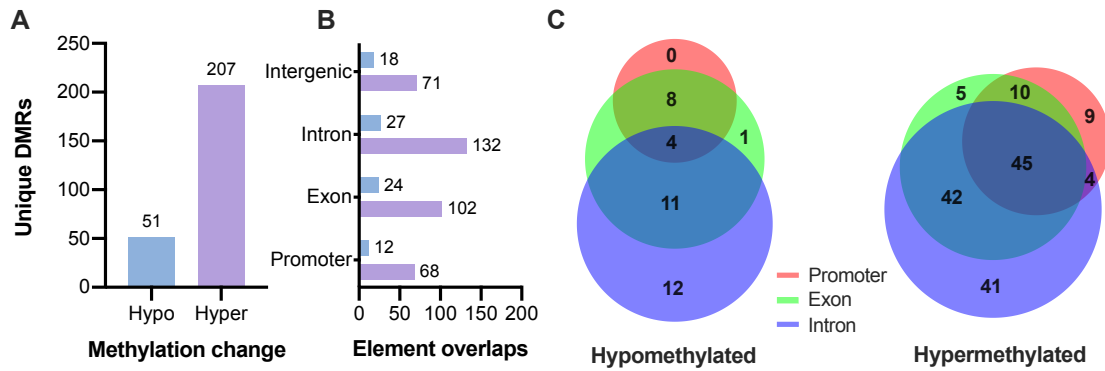 A
Unique DMRs
250
200
150
100
50
0
51
207
Hypo
Hyper
Methylation change
B
Intergenic
18
71
Intron
27
132
Exon
24
102
Promoter
12
68
0 50 100 150 200
Element overlaps
C
0
8
4
1
11
12
Hypomethylated
Promoter
Exon
Intron
5
10
9
45
4
42
41
Hypermethylated